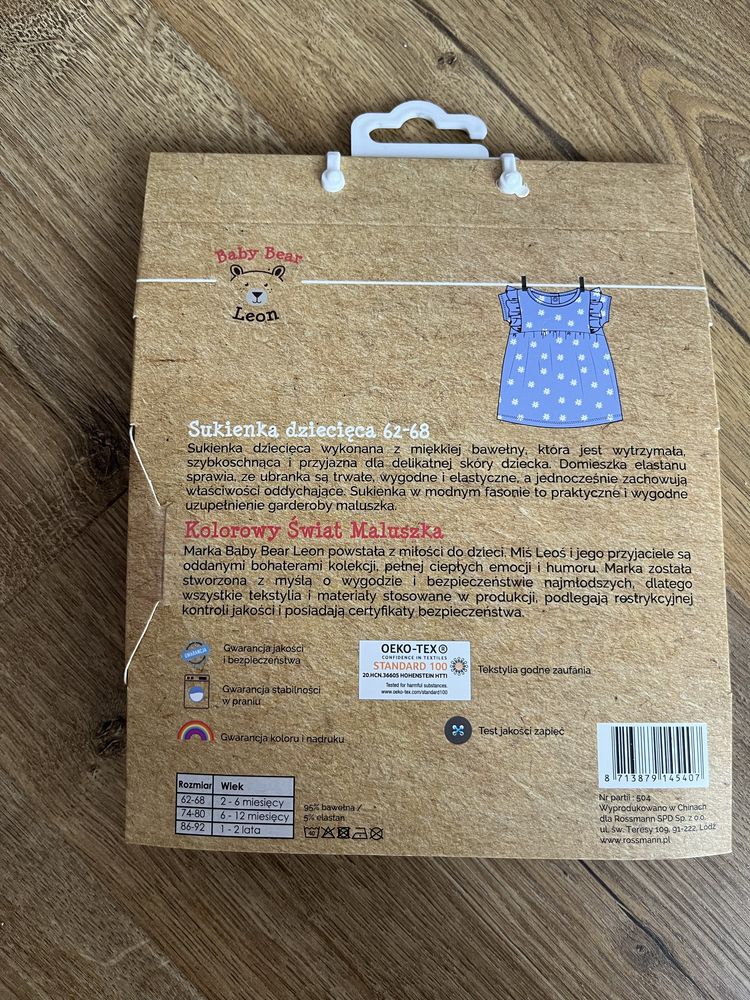 Baby Bear
Leon
Sukienka dziecięca 62-68
Sukienka dziecięca wykonana z miękkiej bawełny, która jest wytrzymała,
szybkoschnąca i przyjazna dla delikatnej skóry dziecka. Domieszka elastanu
sprawia, ze ubranka są trwałe, wygodne i elastyczne, a jednocześnie zachowują
właściwości oddychające. Sukienka w modnym fasonie to praktyczne i wygodne
uzupełnienie garderoby maluszka.
Kolorowy Świat Maluszka
Marka Baby Bear Leon powstała z miłości do dzieci. Miś Leoś i jego przyjaciele są
oddanymi bohaterami kolekcji, pełnej ciepłych emocji i humoru. Marka została
stworzona z myślą o wygodzie i bezpieczeństwie najmłodszych, dlatego
wszystkie tekstylia i materiały stosowane w produkcji, podlegają restrykcyjnej
kontroli jakości i posiadają certyfikaty bezpieczeństwa.
GWARANCJA
Gwarancja jakości
i bezpieczeństwa
OEKO-TEX®
CONFIDENCE IN TEXTILES
STANDARD 100
20.HCN.36605 HOHENSTEIN HTTI
Tested for harmful substances.
www.oeko-tex.com/standard100
Tekstylia godne zaufania
Gwarancja stabilności
w praniu
Gwarancja koloru i nadruku
Test jakości zapięć
Rozmiar Wiek
62-68 2 - 6 miesięcy
74-80 6 - 12 miesięcy
86-92 1 - 2 lata
95% bawełna /
5% elastan
40
8 713879 145407
Nr partii : 504
Wyprodukowano w Chinach
dla Rossmann SPD Sp. z o.o.
ul. św. Teresy 109, 91-222, Łódź
www.rossmann.pl